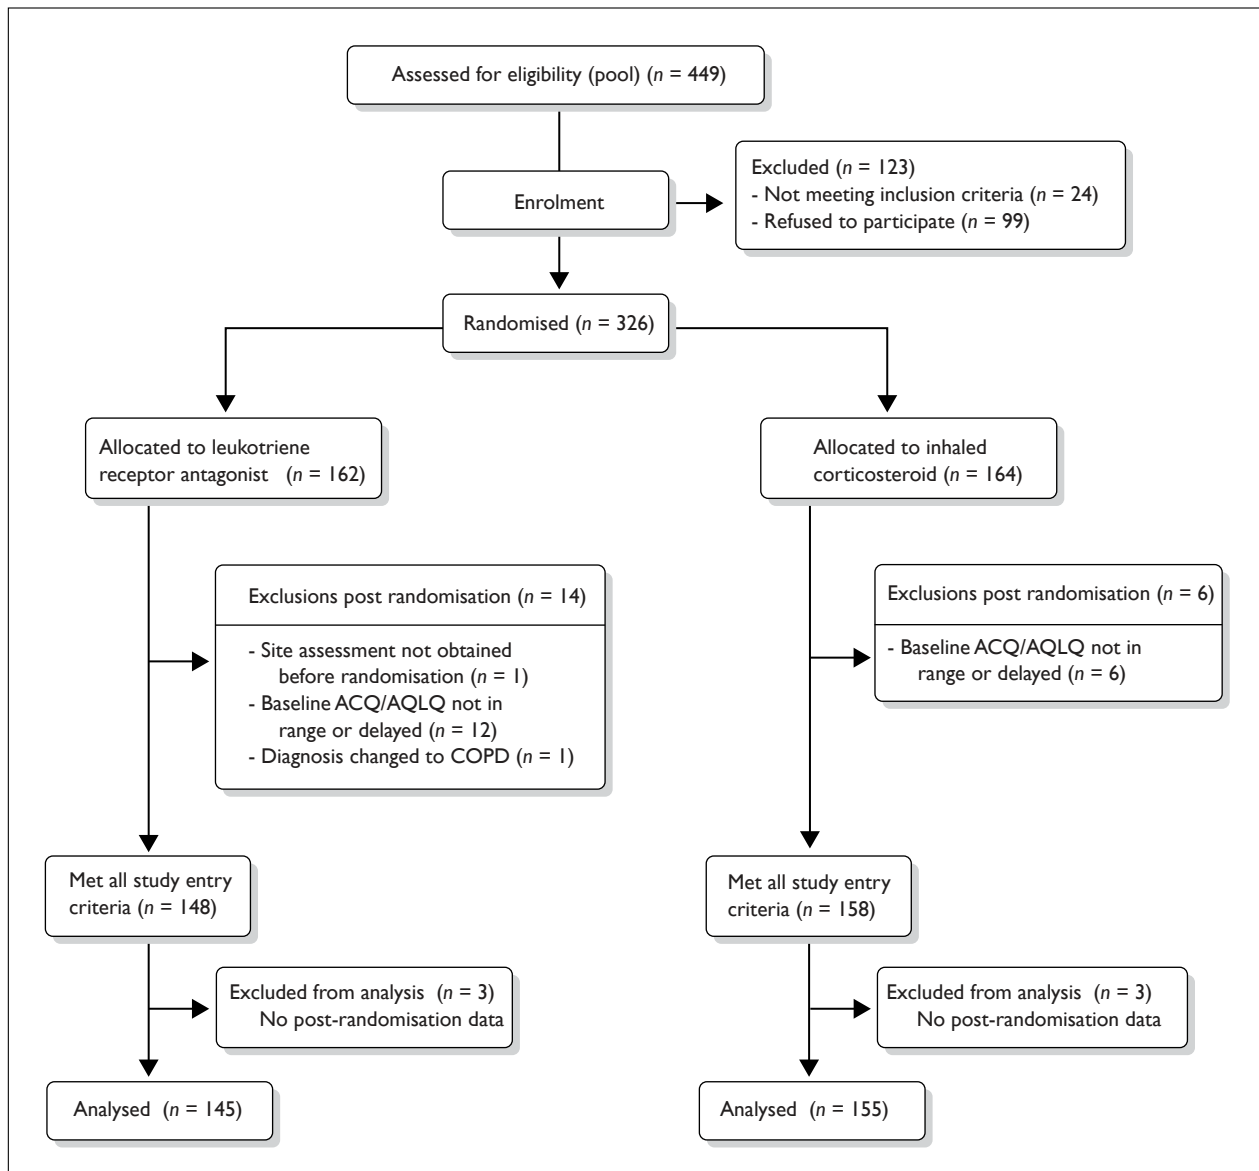 Assessed for eligibility (pool) (n = 449)
Excluded (n = 123)
- Not meeting inclusion criteria (n = 24)
- Refused to participate (n = 99)
Enrolment
Randomised (n = 326)
Allocated to leukotriene
receptor antagonist (n = 162)
Allocated to inhaled
corticosteroid (n = 164)
Exclusions post randomisation (n = 14)
- Site assessment not obtained
before randomisation (n = 1)
- Baseline ACQ/AQLQ not in
range or delayed (n = 12)
- Diagnosis changed to COPD (n = 1)
Exclusions post randomisation (n = 6)
- Baseline ACQ/AQLQ not in
range or delayed (n = 6)
Met all study entry
criteria (n = 148)
Met all study entry
criteria (n = 158)
Excluded from analysis (n = 3)
No post-randomisation data
Excluded from analysis (n = 3)
No post-randomisation data
Analysed (n = 145)
Analysed (n = 155)